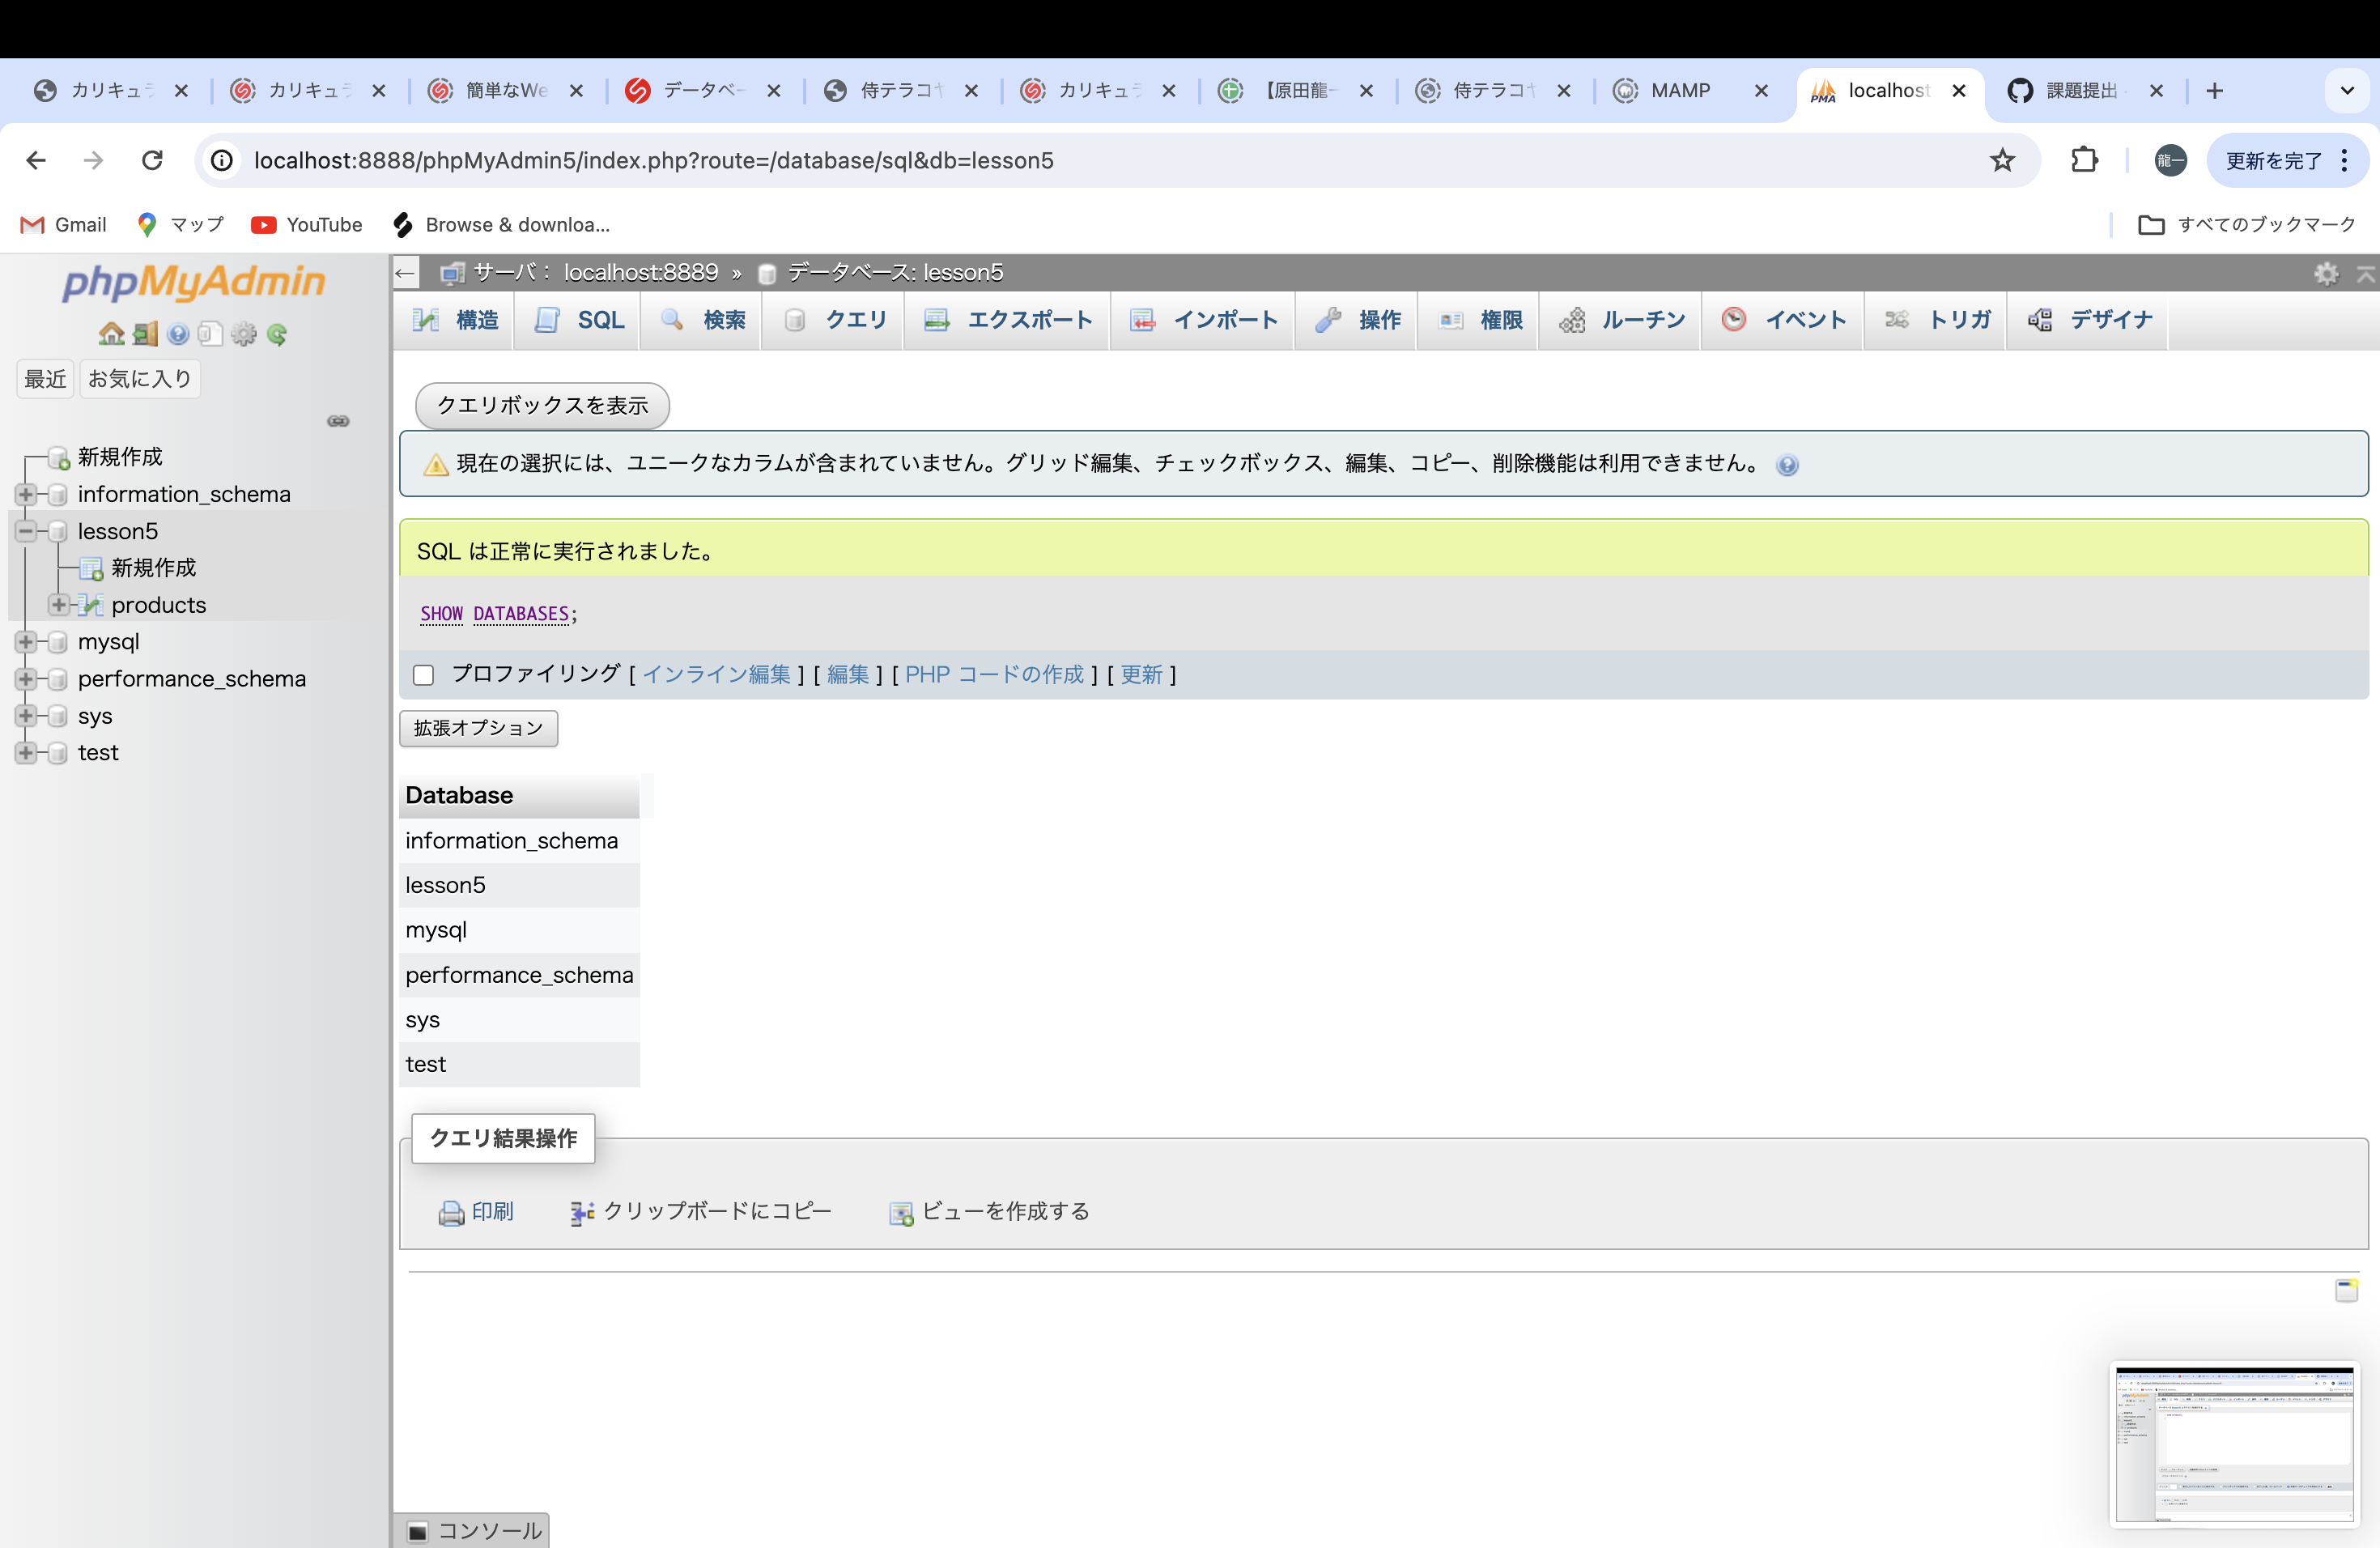 カリキュラ
カリキュラ
簡単なWe
データベー
侍テラコヤ
カリキュラ
【原田龍一
侍テラコヤ
MAMP
localhost
課題提出
localhost:8888/phpMyAdmin5/index.php?route=/database/sql&db=lesson5
龍一
更新を完了
Gmail
マップ
YouTube
Browse & downloa...
すべてのブックマーク
phpMyAdmin
最近
お気に入り
新規作成
information_schema
lesson5
新規作成
products
mysql
performance_schema
sys
test
サーバ： localhost:8889 » データベース: lesson5
構造
SQL
検索
クエリ
エクスポート
インポート
操作
権限
ルーチン
イベント
トリガ
デザイナ
クエリボックスを表示
現在の選択には、ユニークなカラムが含まれていません。グリッド編集、チェックボックス、編集、コピー、削除機能は利用できません。
SQL は正常に実行されました。
SHOW DATABASES;
プロファイリング [ インライン編集 ] [ 編集 ] [ PHP コードの作成 ] [ 更新 ]
拡張オプション
Database
information_schema
lesson5
mysql
performance_schema
sys
test
クエリ結果操作
印刷
クリップボードにコピー
ビューを作成する
コンソール